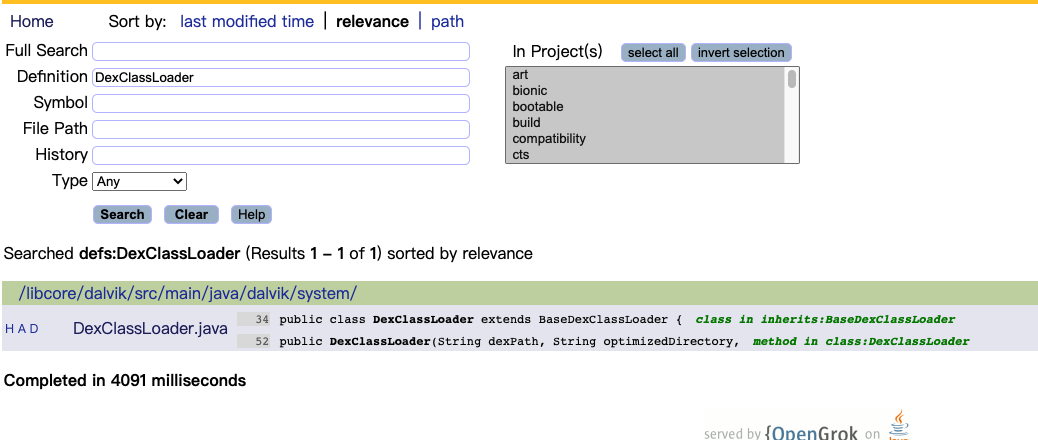 Home Sort by: last modified time | relevance | path
Full Search
In Project(s) select all invert selection
Definition DexClassLoader
Symbol
File Path
History
Type Any
art
bionic
bootable
build
compatibility
cts
Search Clear Help
Searched defs:DexClassLoader (Results 1 – 1 of 1) sorted by relevance
/libcore/dalvik/src/main/java/dalvik/system/
H A D DexClassLoader.java 34 public class DexClassLoader extends BaseDexClassLoader { class in inherits:BaseDexClassLoader
52 public DexClassLoader(String dexPath, String optimizedDirectory, method in class:DexClassLoader
Completed in 4091 milliseconds
served by {OpenGrok on